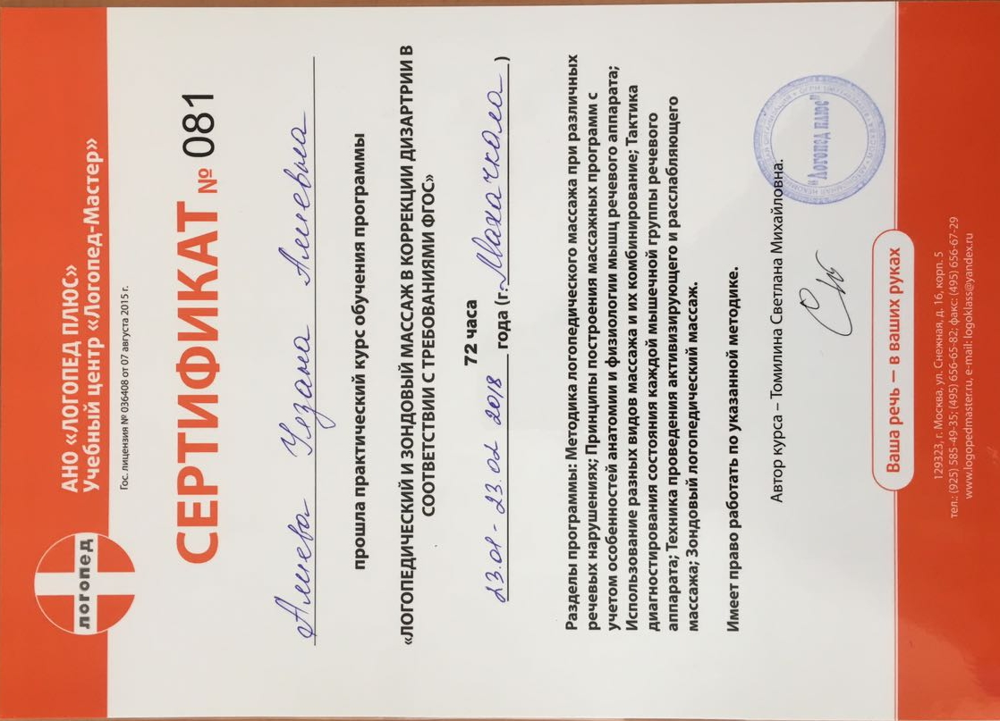 логопед
АНО «ЛОГОПЕД ПЛЮС»
Учебный центр «Логопед-Мастер»
Гос. лицензия № 036408 от 07 августа 2015 г.
СЕРТИФИКАТ № 081
Алиева Уездана Алиевна
прошла практический курс обучения программы
«ЛОГОПЕДИЧЕСКИЙ И ЗОНДОВЫЙ МАССАЖ В КОРРЕКЦИИ ДИЗАРТРИИ В
СООТВЕТСТВИИ С ТРЕБОВАНИЯМИ ФГОС»
72 часа
23.01 - 23.02 2018 года (г. Махачкала)
Разделы программы: Методика логопедического массажа при различных
речевых нарушениях; Принципы построения массажных программ с
учетом особенностей анатомии и физиологии мышц речевого аппарата;
Использование разных видов массажа и их комбинирование; Тактика
диагностирования состояния каждой мышечной группы речевого
аппарата; Техника проведения активизирующего и расслабляющего
массажа; Зондовый логопедический массаж.
Имеет право работать по указанной методике.
Автор курса – Томилина Светлана Михайловна.
"Логопед плюс"
Ваша речь – в ваших руках
129323, г. Москва, ул. Снежная, д. 16, корп. 5
тел.: (925) 585-49-35; (495) 656-65-82; факс: (495) 656-67-29
www.logopedmaster.ru, e-mail: logoklass@yandex.ru